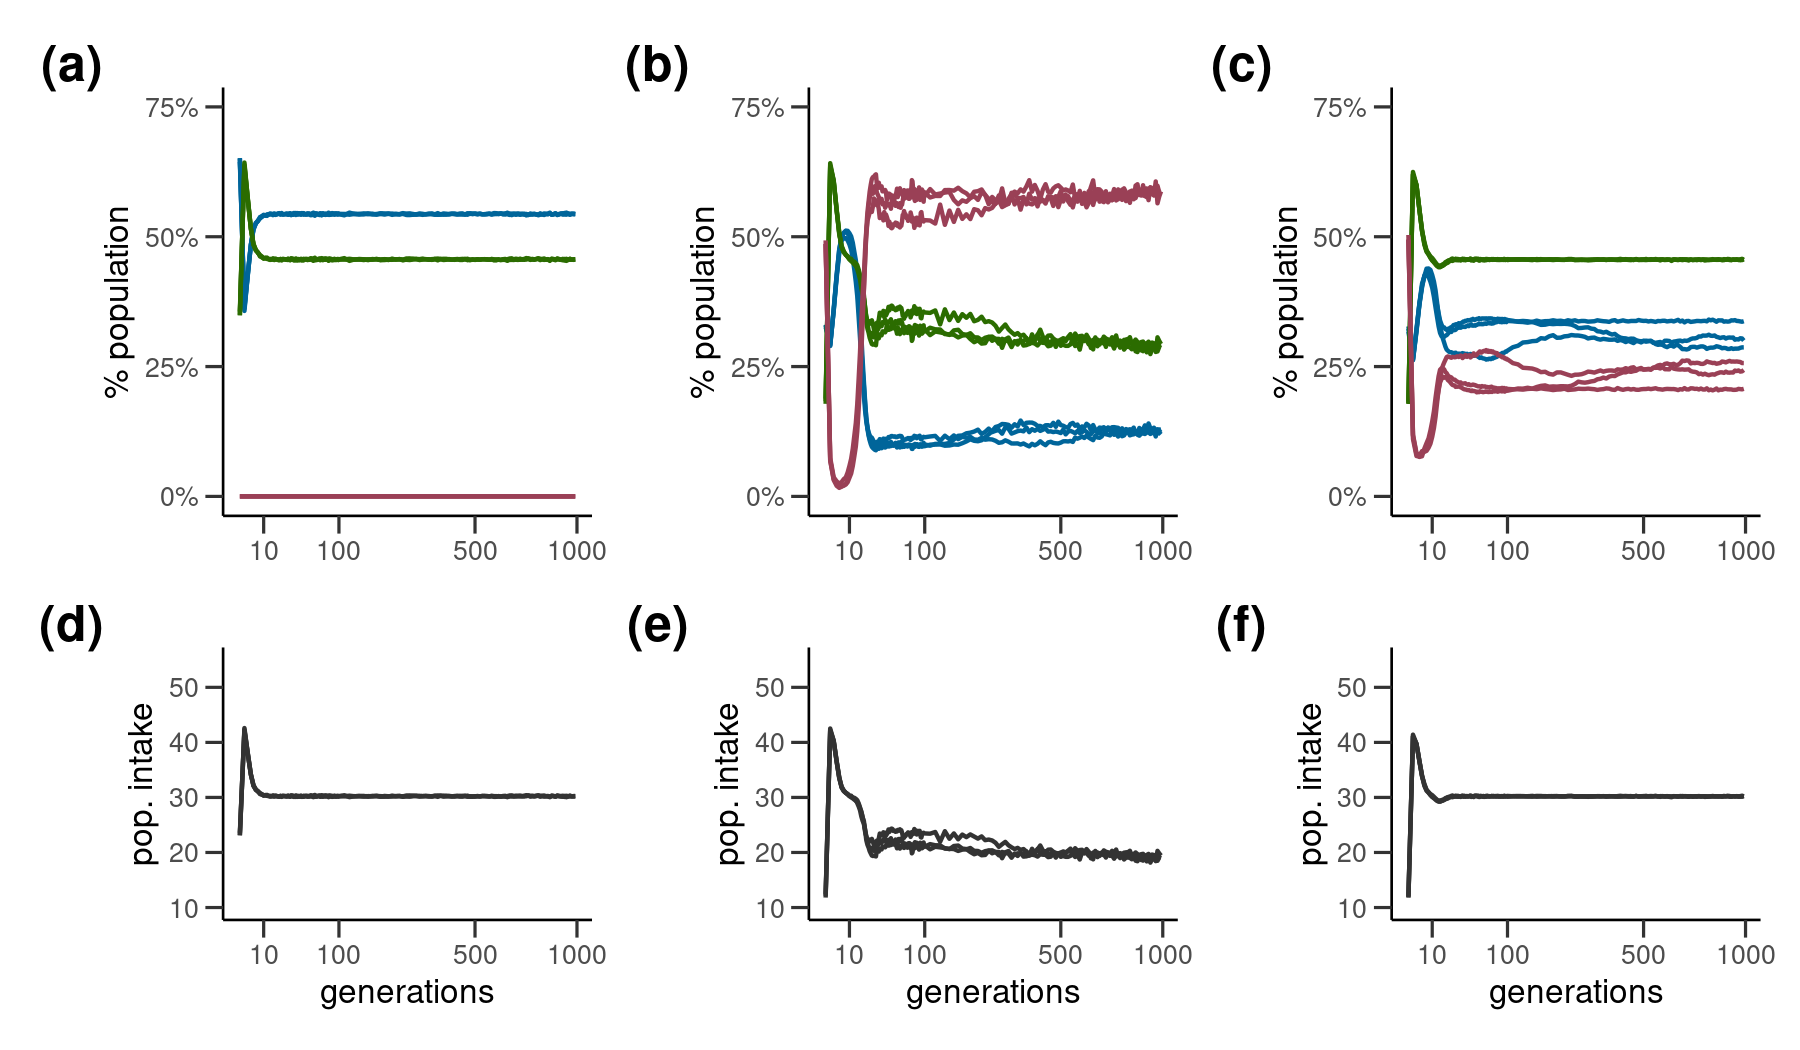 (a) (b) (c)
75% 75% 75%
50% 50% 50%
25% 25% 25%
0% 0% 0%
% population % population % population
10 100 500 1000 10 100 500 1000 10 100 500 1000
(d) (e) (f)
50 50 50
40 40 40
30 30 30
20 20 20
10 10 10
pop. intake pop. intake pop. intake
10 100 500 1000 10 100 500 1000 10 100 500 1000
generations generations generations